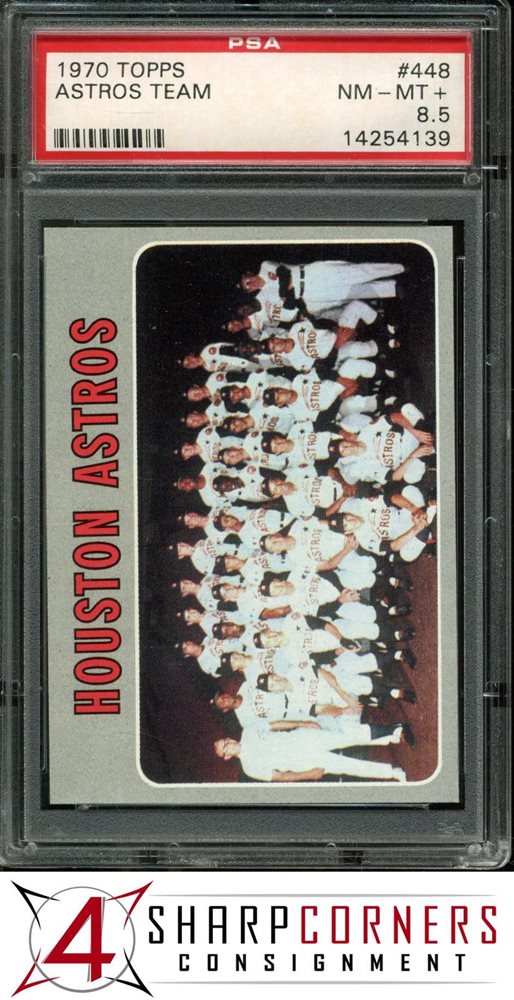 PSA
1970 TOPPS #448
ASTROS TEAM NM - MT +
8.5
14254139
HOUSTON ASTROS
4 SHARPCORNERS
CONSIGNMENT